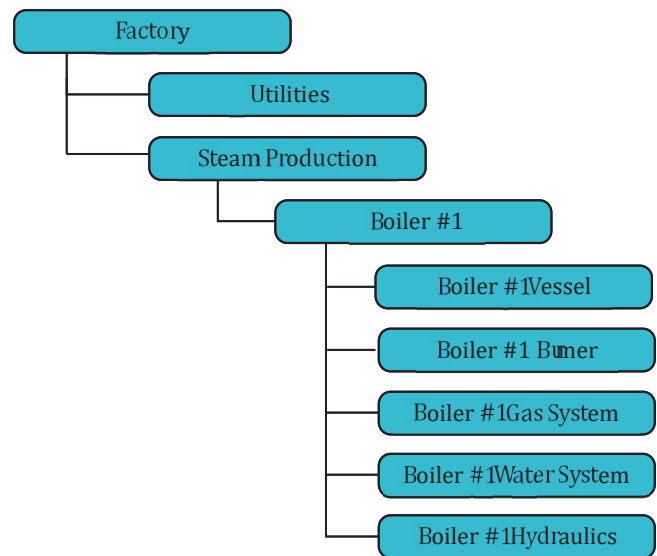 Factory
Utilities
Steam Production
Boiler #1
Boiler #1Vessel
Boiler #1 Burner
Boiler #1Gas System
Boiler #1Water System
Boiler #1Hydraulics